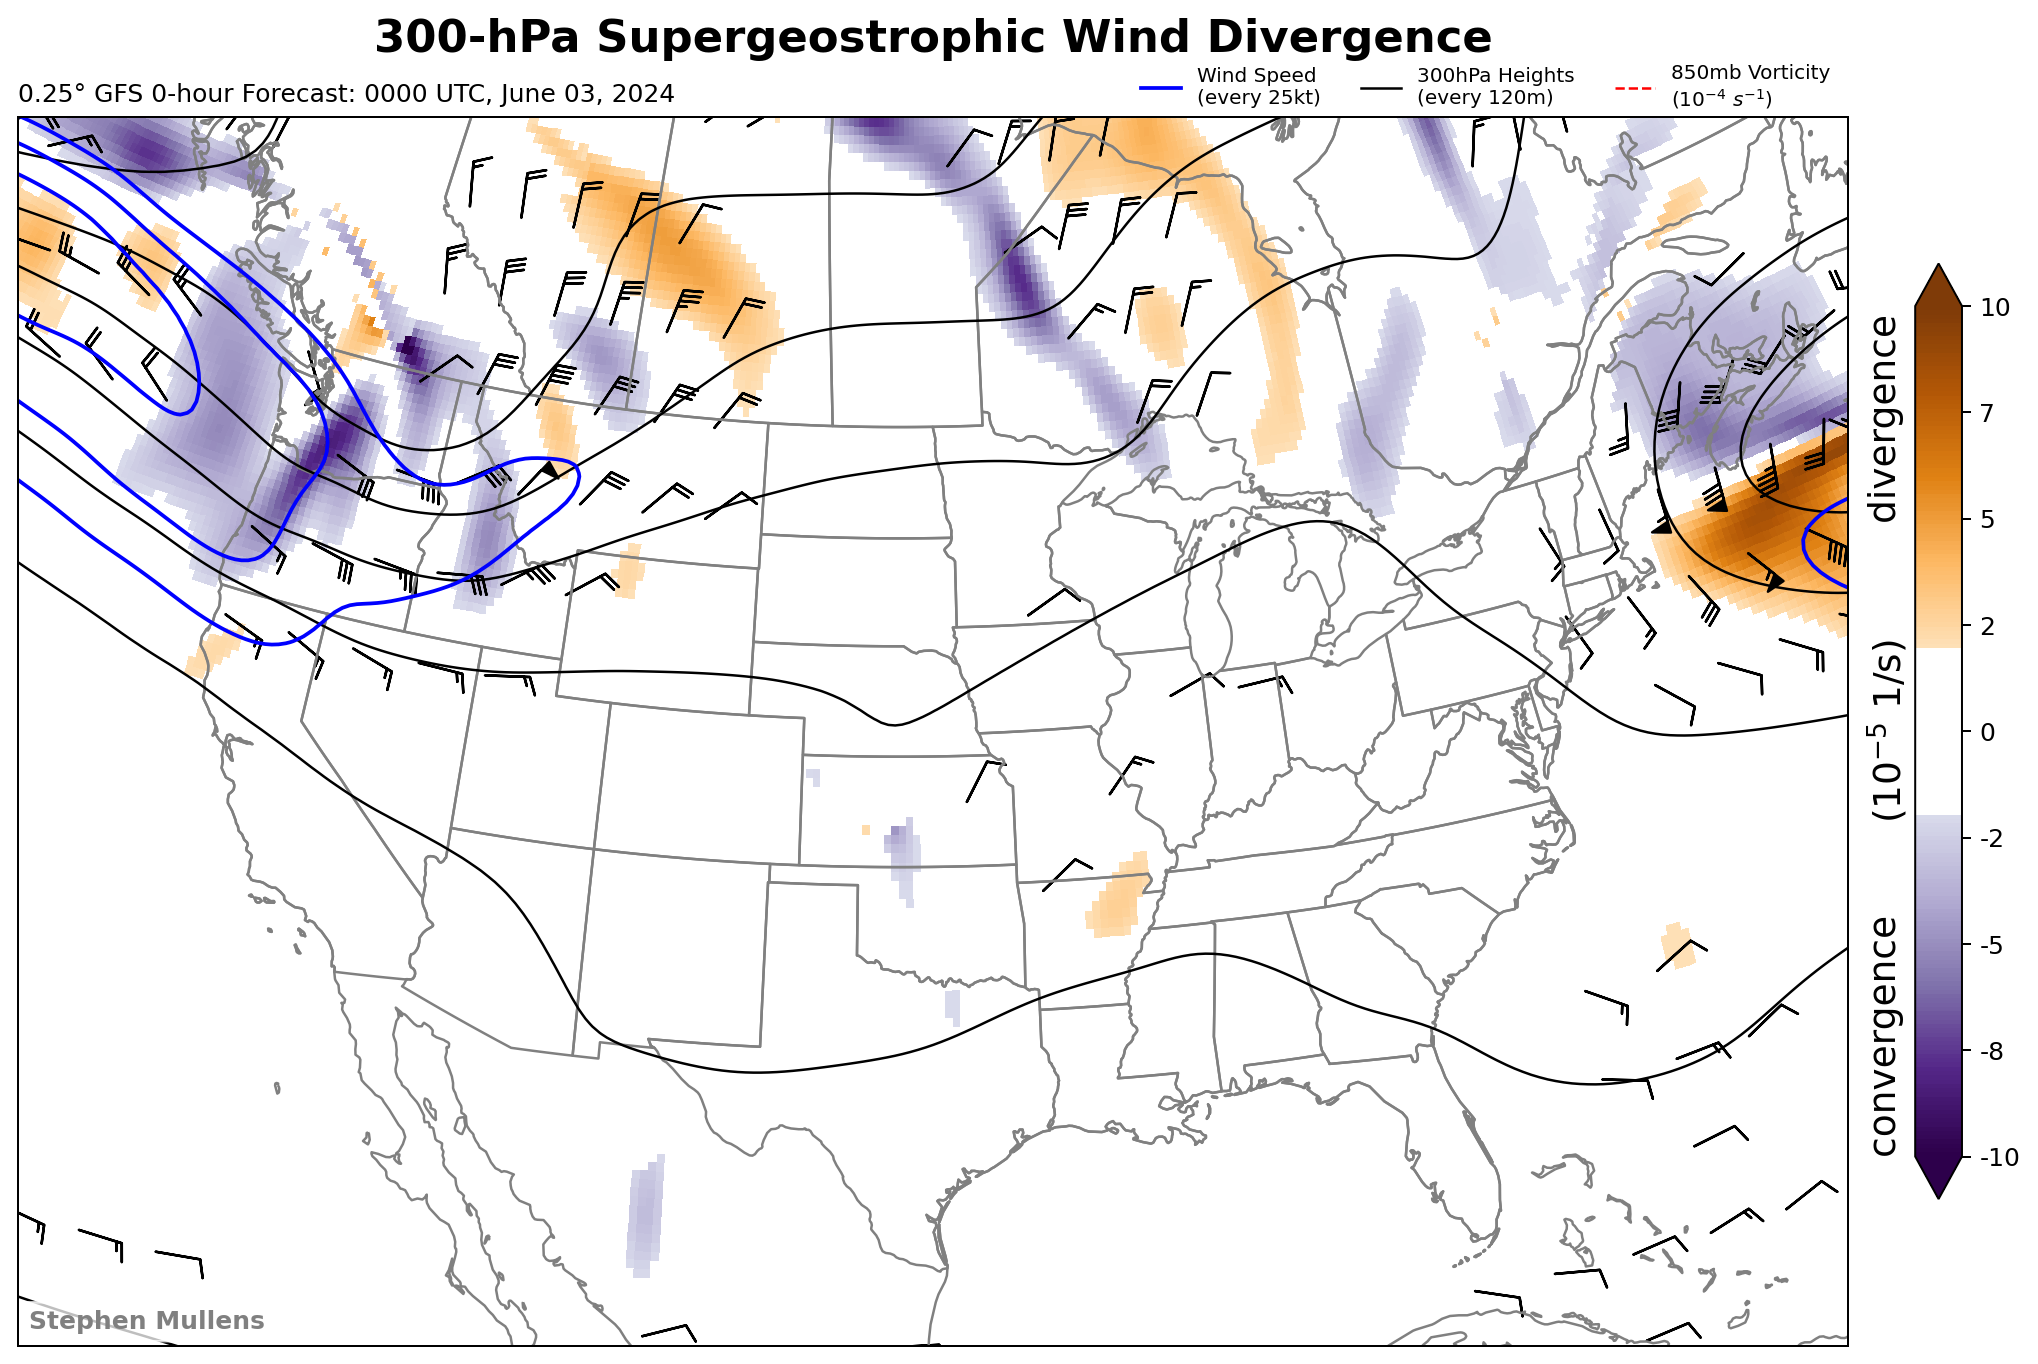 300-hPa Supergeostrophic Wind Divergence
0.25° GFS 0-hour Forecast: 0000 UTC, June 03, 2024
Wind Speed
(every 25kt)
300hPa Heights
(every 120m)
850mb Vorticity
(10⁻⁴ s⁻¹)
10
7
5
2
0
-2
-5
-8
-10
convergence (10⁻⁵ 1/s) divergence
Stephen Mullens